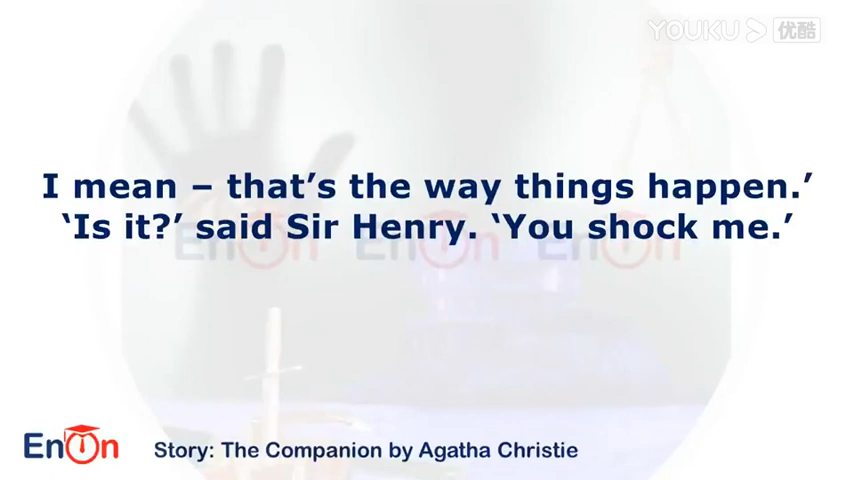 YOUKU 优酷
I mean – that's the way things happen.’
‘Is it?’ said Sir Henry. ‘You shock me.’
EnOn EnOn EnOn
EnOn
Story: The Companion by Agatha Christie